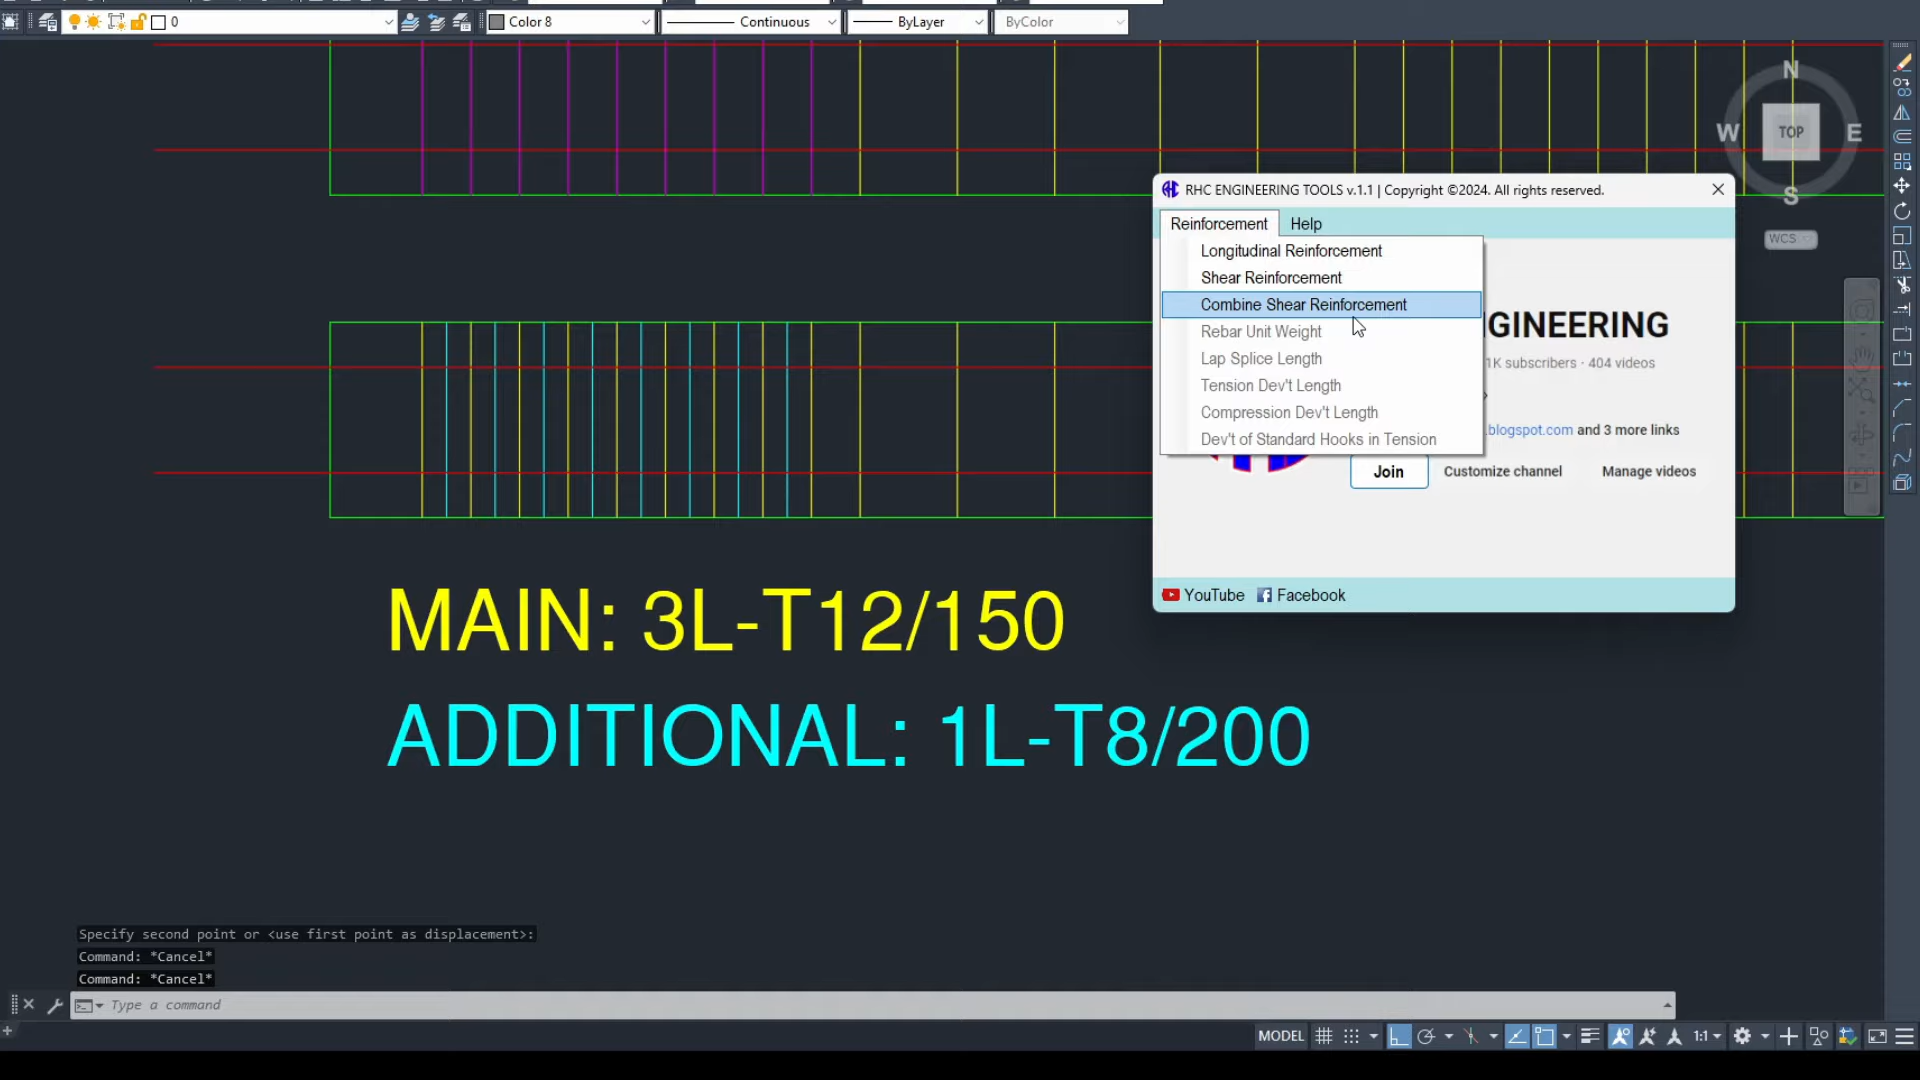 0
Color 8
Continuous
ByLayer
ByColor
N
W
TOP
E
S
WCS
RHC ENGINEERING TOOLS v.1.1 | Copyright ©2024. All rights reserved.
Reinforcement Help
Longitudinal Reinforcement
Shear Reinforcement
Combine Shear Reinforcement
Rebar Unit Weight
Lap Splice Length
Tension Dev't Length
Compression Dev't Length
Dev't of Standard Hooks in Tension
GINEERING
1K subscribers · 404 videos
.blogspot.com and 3 more links
Join Customize channel Manage videos
YouTube Facebook
MAIN: 3L-T12/150
ADDITIONAL: 1L-T8/200
Specify second point or <use first point as displacement>:
Command: *Cancel*
Command: *Cancel*
Type a command
MODEL
1:1